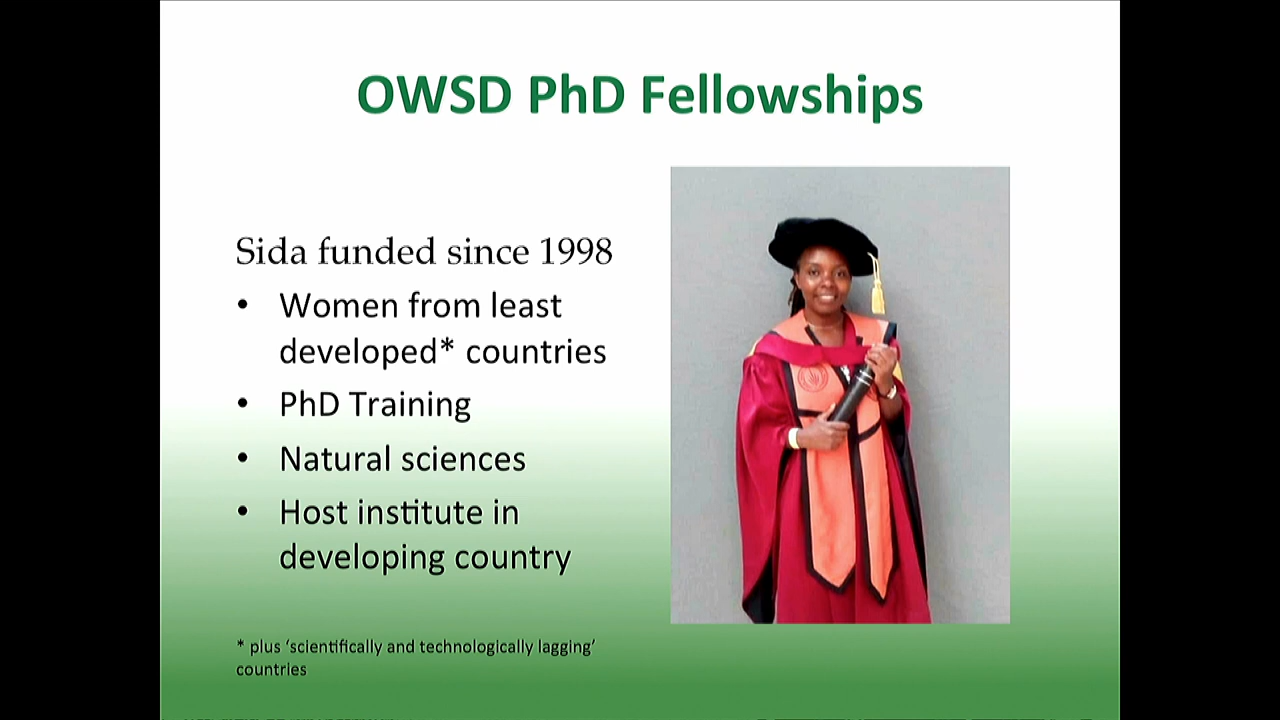 OWSD PhD Fellowships
Sida funded since 1998
• Women from least
developed* countries
• PhD Training
• Natural sciences
• Host institute in
developing country
* plus ‘scientifically and technologically lagging’
countries